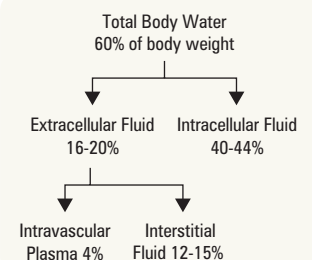 Total Body Water
60% of body weight
Extracellular Fluid
16-20%
Intracellular Fluid
40-44%
Intravascular
Plasma 4%
Interstitial
Fluid 12-15%